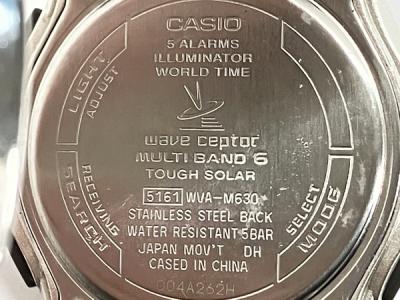 CASIO
5 ALARMS
ILLUMINATOR
WORLD TIME
LIGHT
ADJUST
wave ceptor
MULTI BAND 6
TOUGH SOLAR
5161 WVA-M630
STAINLESS STEEL BACK
WATER RESISTANT 5BAR
JAPAN MOV'T DH
CASED IN CHINA
004A262H
RECEIVING
SEARCH
SELECT
MODE